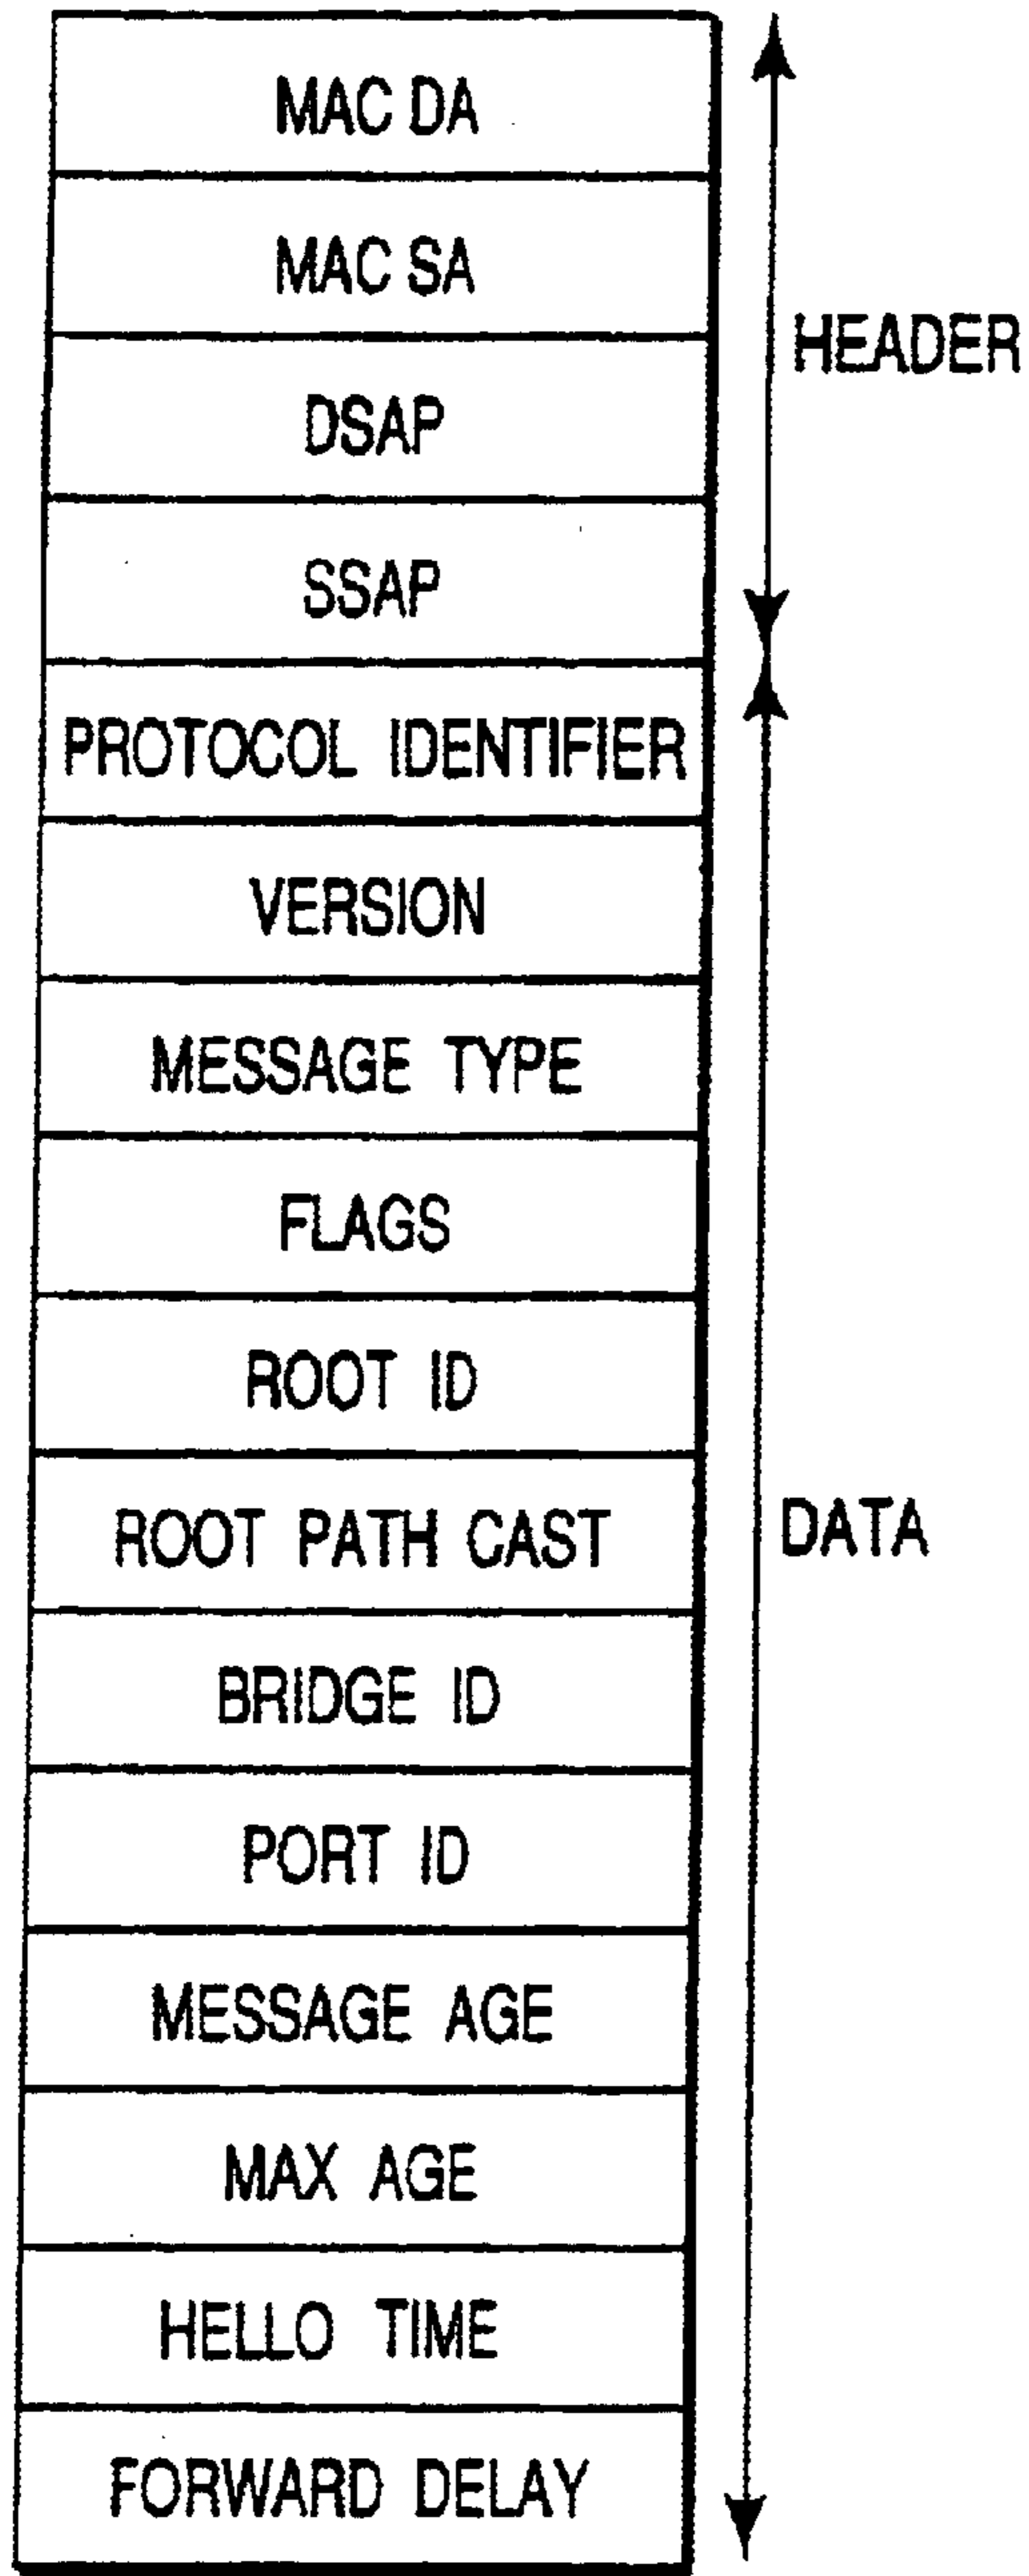 MAC DA
MAC SA
DSAP
SSAP
HEADER
PROTOCOL IDENTIFIER
VERSION
MESSAGE TYPE
FLAGS
ROOT ID
ROOT PATH CAST
BRIDGE ID
PORT ID
MESSAGE AGE
MAX AGE
HELLO TIME
FORWARD DELAY
DATA